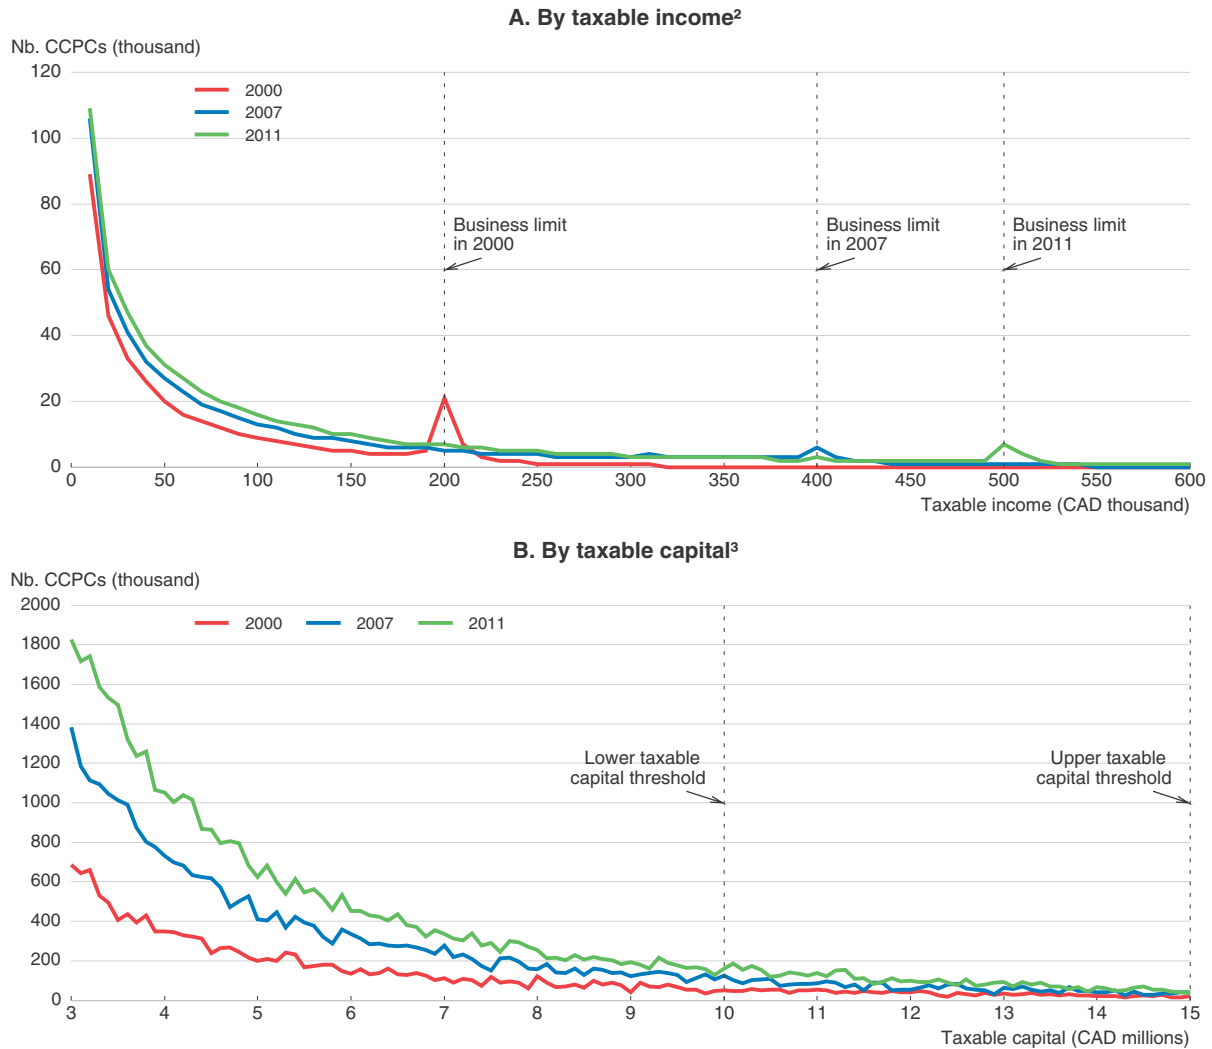 A. By taxable income²
Nb. CCPCs (thousand)
120
100
80
60
40
20
0
2000
2007
2011
Business limit
in 2000
Business limit
in 2007
Business limit
in 2011
0 50 100 150 200 250 300 350 400 450 500 550 600
Taxable income (CAD thousand)
B. By taxable capital³
Nb. CCPCs (thousand)
2000
1800
1600
1400
1200
1000
800
600
400
200
0
2000 2007 2011
Lower taxable
capital threshold
Upper taxable
capital threshold
3 4 5 6 7 8 9 10 11 12 13 14 15
Taxable capital (CAD millions)